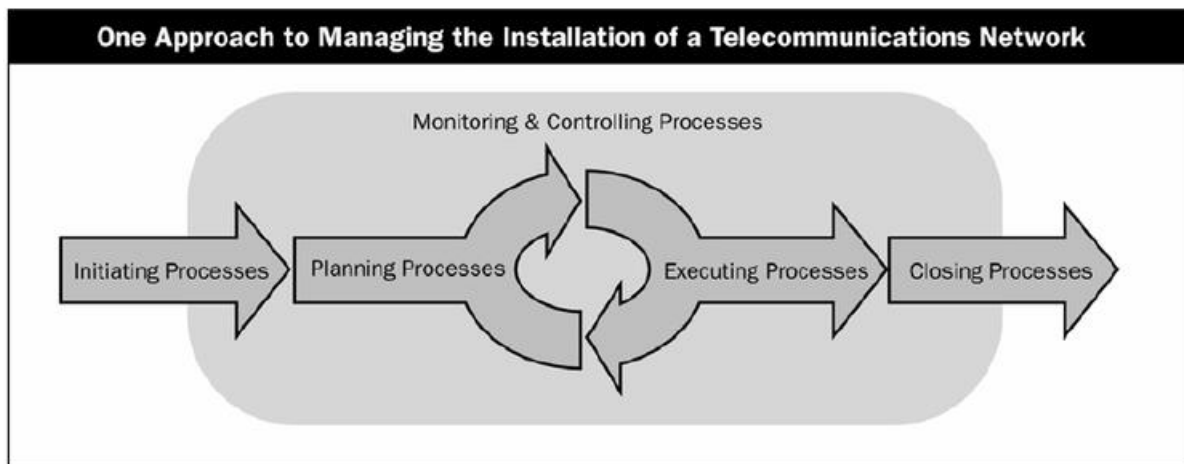 One Approach to Managing the Installation of a Telecommunications Network
Monitoring & Controlling Processes
Initiating Processes
Planning Processes
Executing Processes
Closing Processes